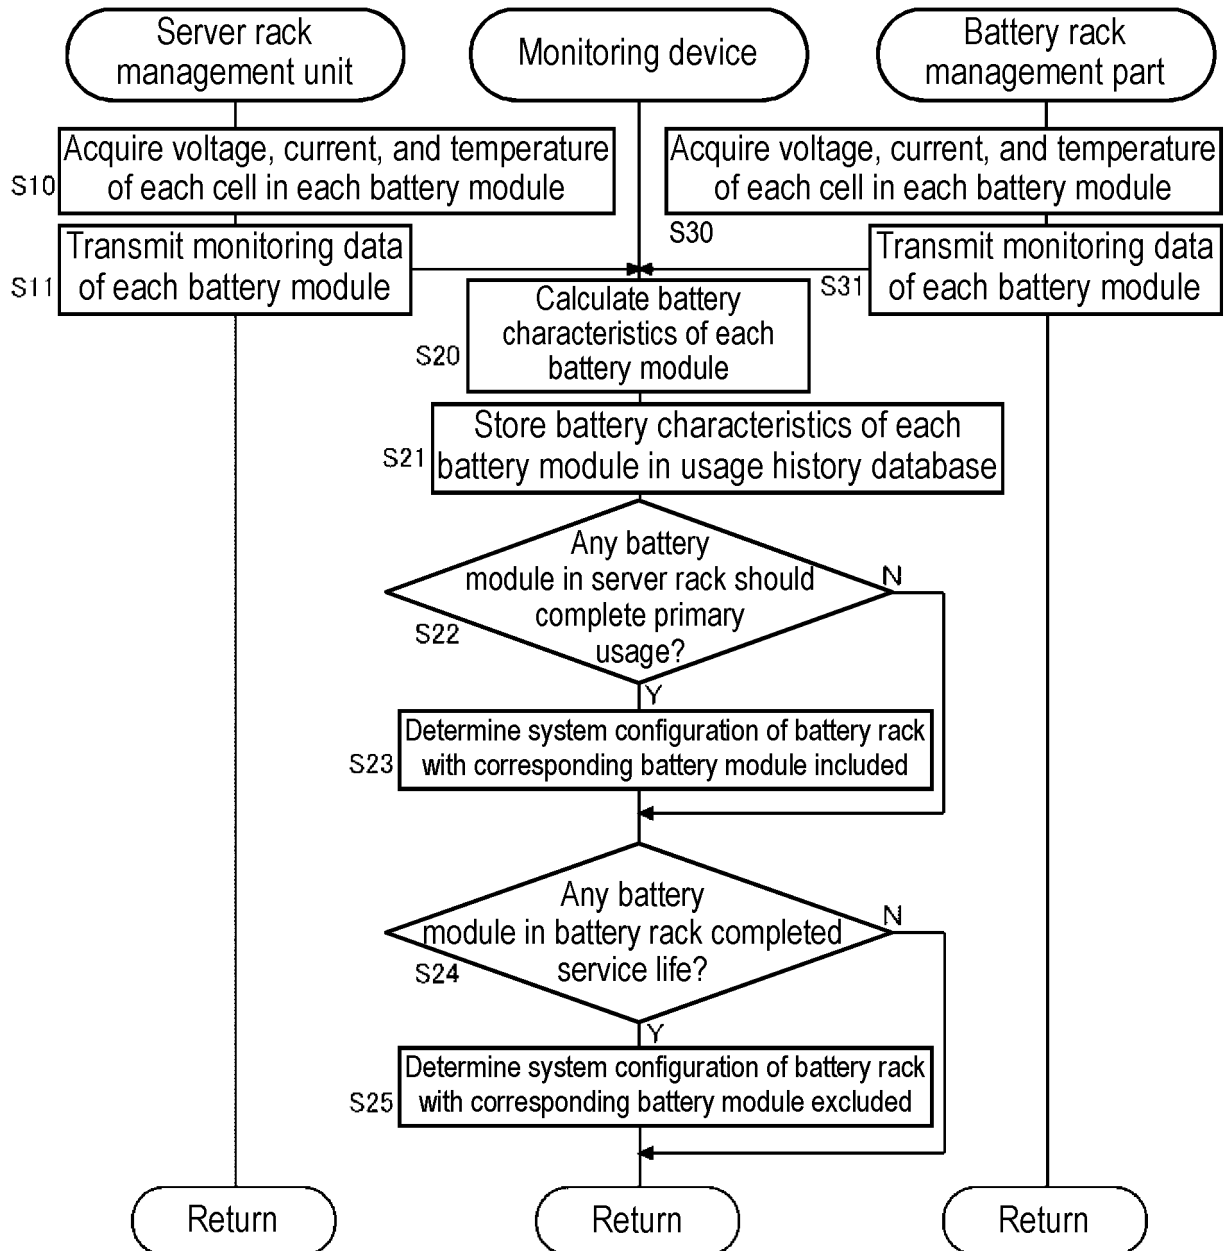 Server rack
management unit
Monitoring device
Battery rack
management part
Acquire voltage, current, and temperature
of each cell in each battery module
S10
Acquire voltage, current, and temperature
of each cell in each battery module
S30
Transmit monitoring data
of each battery module
S11
Transmit monitoring data
of each battery module
S31
Calculate battery
characteristics of each
battery module
S20
Store battery characteristics of each
battery module in usage history database
S21
Any battery
module in server rack should
complete primary
usage?
S22
N
Y
Determine system configuration of battery rack
with corresponding battery module included
S23
Any battery
module in battery rack completed
service life?
S24
N
Y
Determine system configuration of battery rack
with corresponding battery module excluded
S25
Return
Return
Return